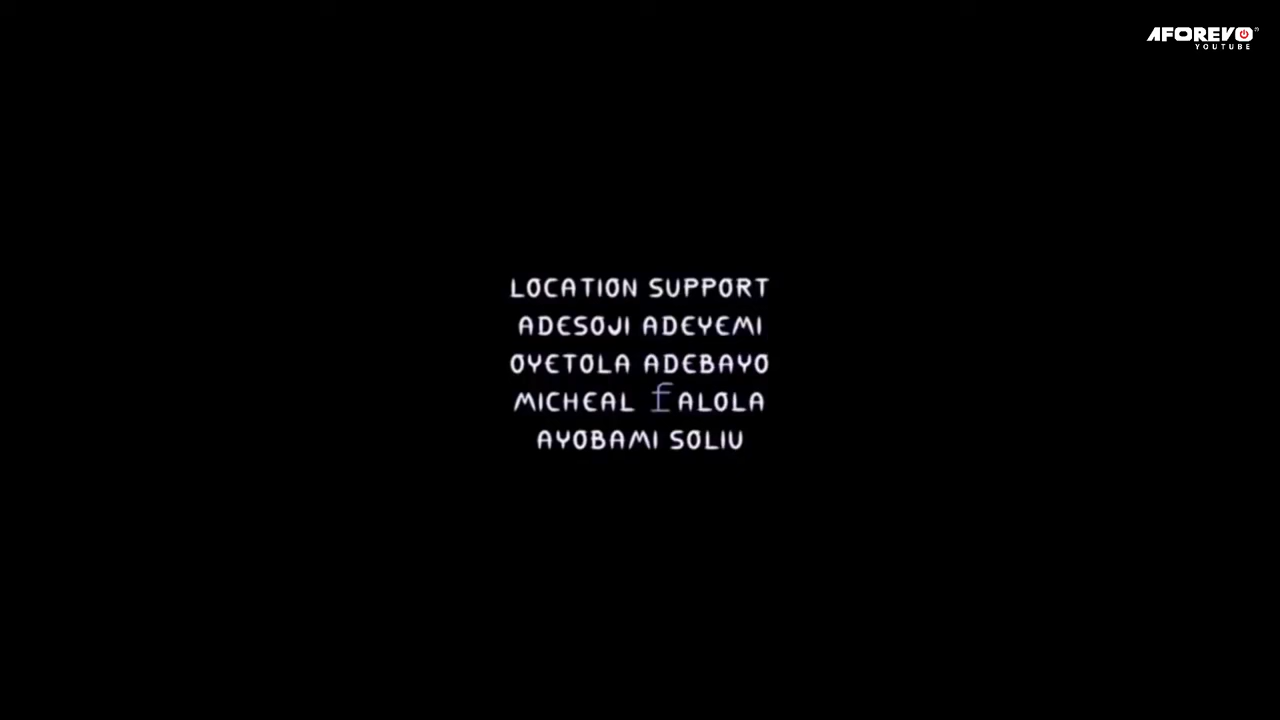 AFOREVO
YOUTUBE
LOCATION SUPPORT
ADESOJI ADEYEMI
OYETOLA ADEBAYO
MICHEAL fALOLA
AYOBAMI SOLIU